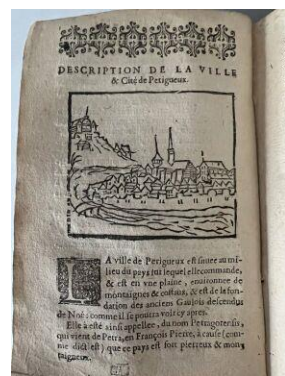 DESCRIPTION DE LA VILLE
& Cité de Perigueux.
LA ville de Perigueux est situee au mi-
lieu du pays sur lequel elle commande,
& est en vne plaine, enuironnee de
montaignes & costaux, & est de la fon-
dation des anciens Gaulois descendus
de Noé: comme il se pourra voir cy apres.
Elle a esté ainsi appellee, du nom Petragorensis,
qui vient de Petra, en François Pierre, à cause (com-
me dict est) que ce pays est fort pierreux & mon-
taigneux.